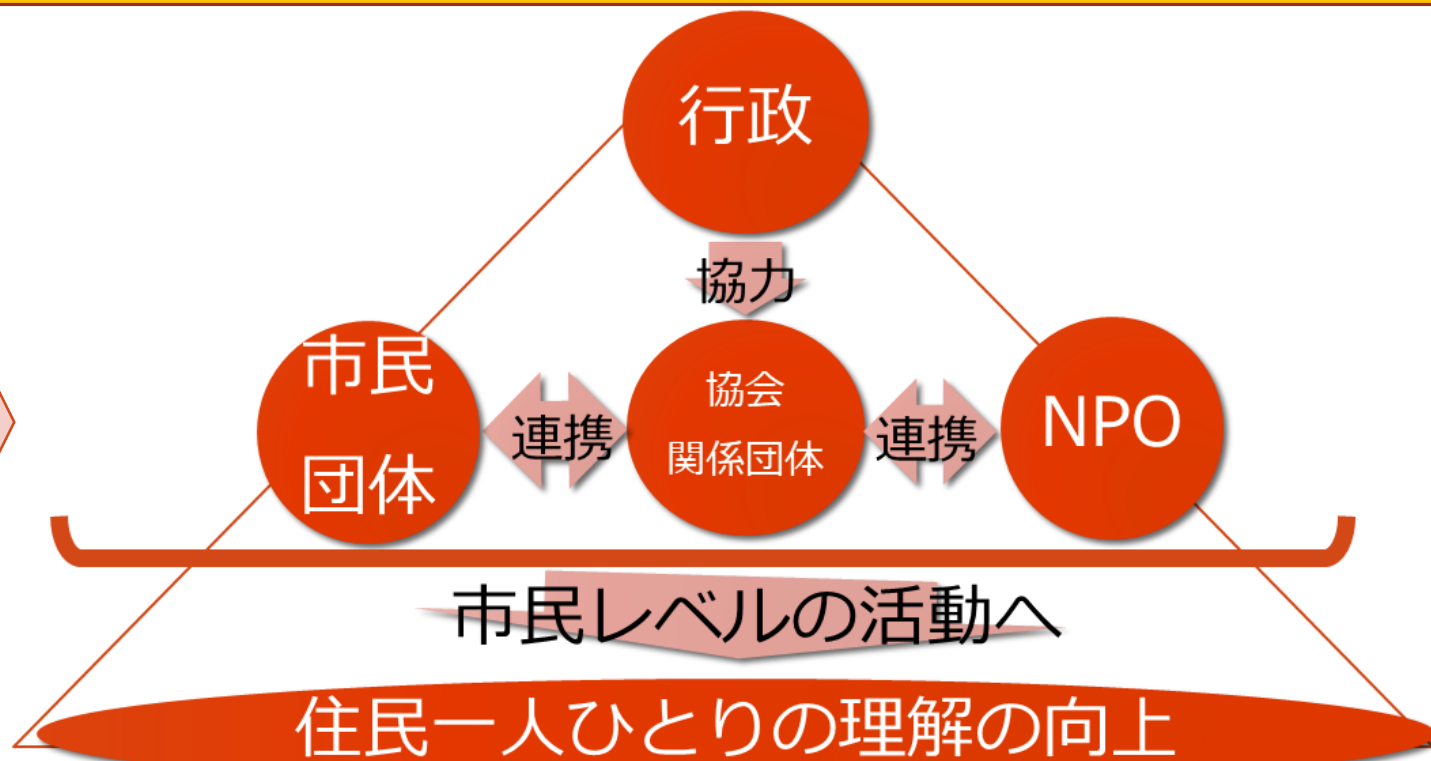 行政
協力
市民
団体
連携
協会
関係団体
連携
NPO
市民レベルの活動へ
住民一人ひとりの理解の向上